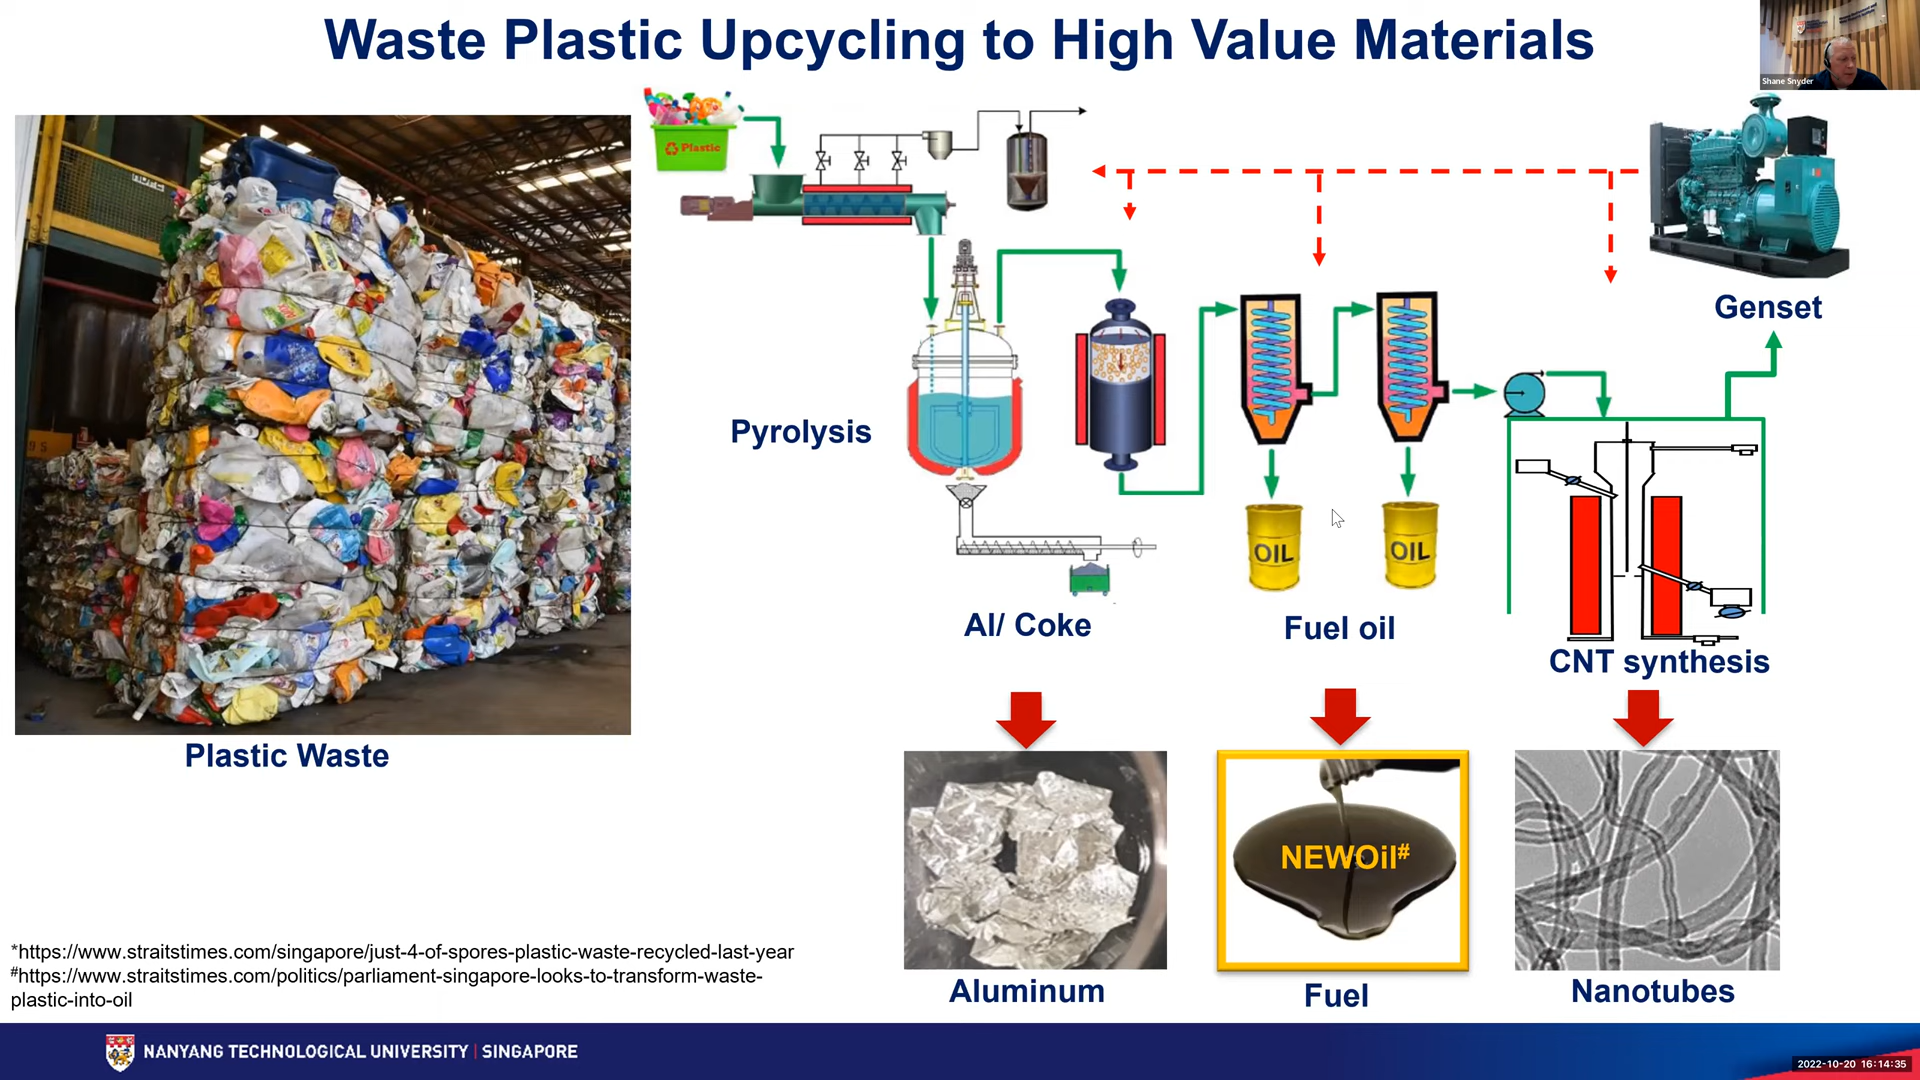 Waste Plastic Upcycling to High Value Materials
Shane Snyder
Plastic
Genset
Pyrolysis
OIL
OIL
Al/ Coke
Fuel oil
CNT synthesis
Plastic Waste
NEWOil#
Aluminum
Fuel
Nanotubes
*https://www.straitstimes.com/singapore/just-4-of-spores-plastic-waste-recycled-last-year
#https://www.straitstimes.com/politics/parliament-singapore-looks-to-transform-waste-
plastic-into-oil
NANYANG TECHNOLOGICAL UNIVERSITY | SINGAPORE
2022-10-20 16:14:35